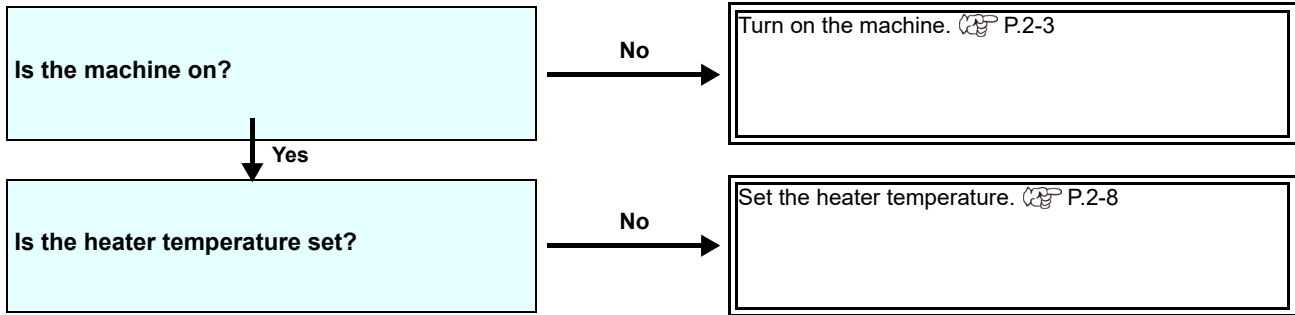 Is the machine on?
No
Turn on the machine. P.2-3
Yes
Is the heater temperature set?
No
Set the heater temperature. P.2-8